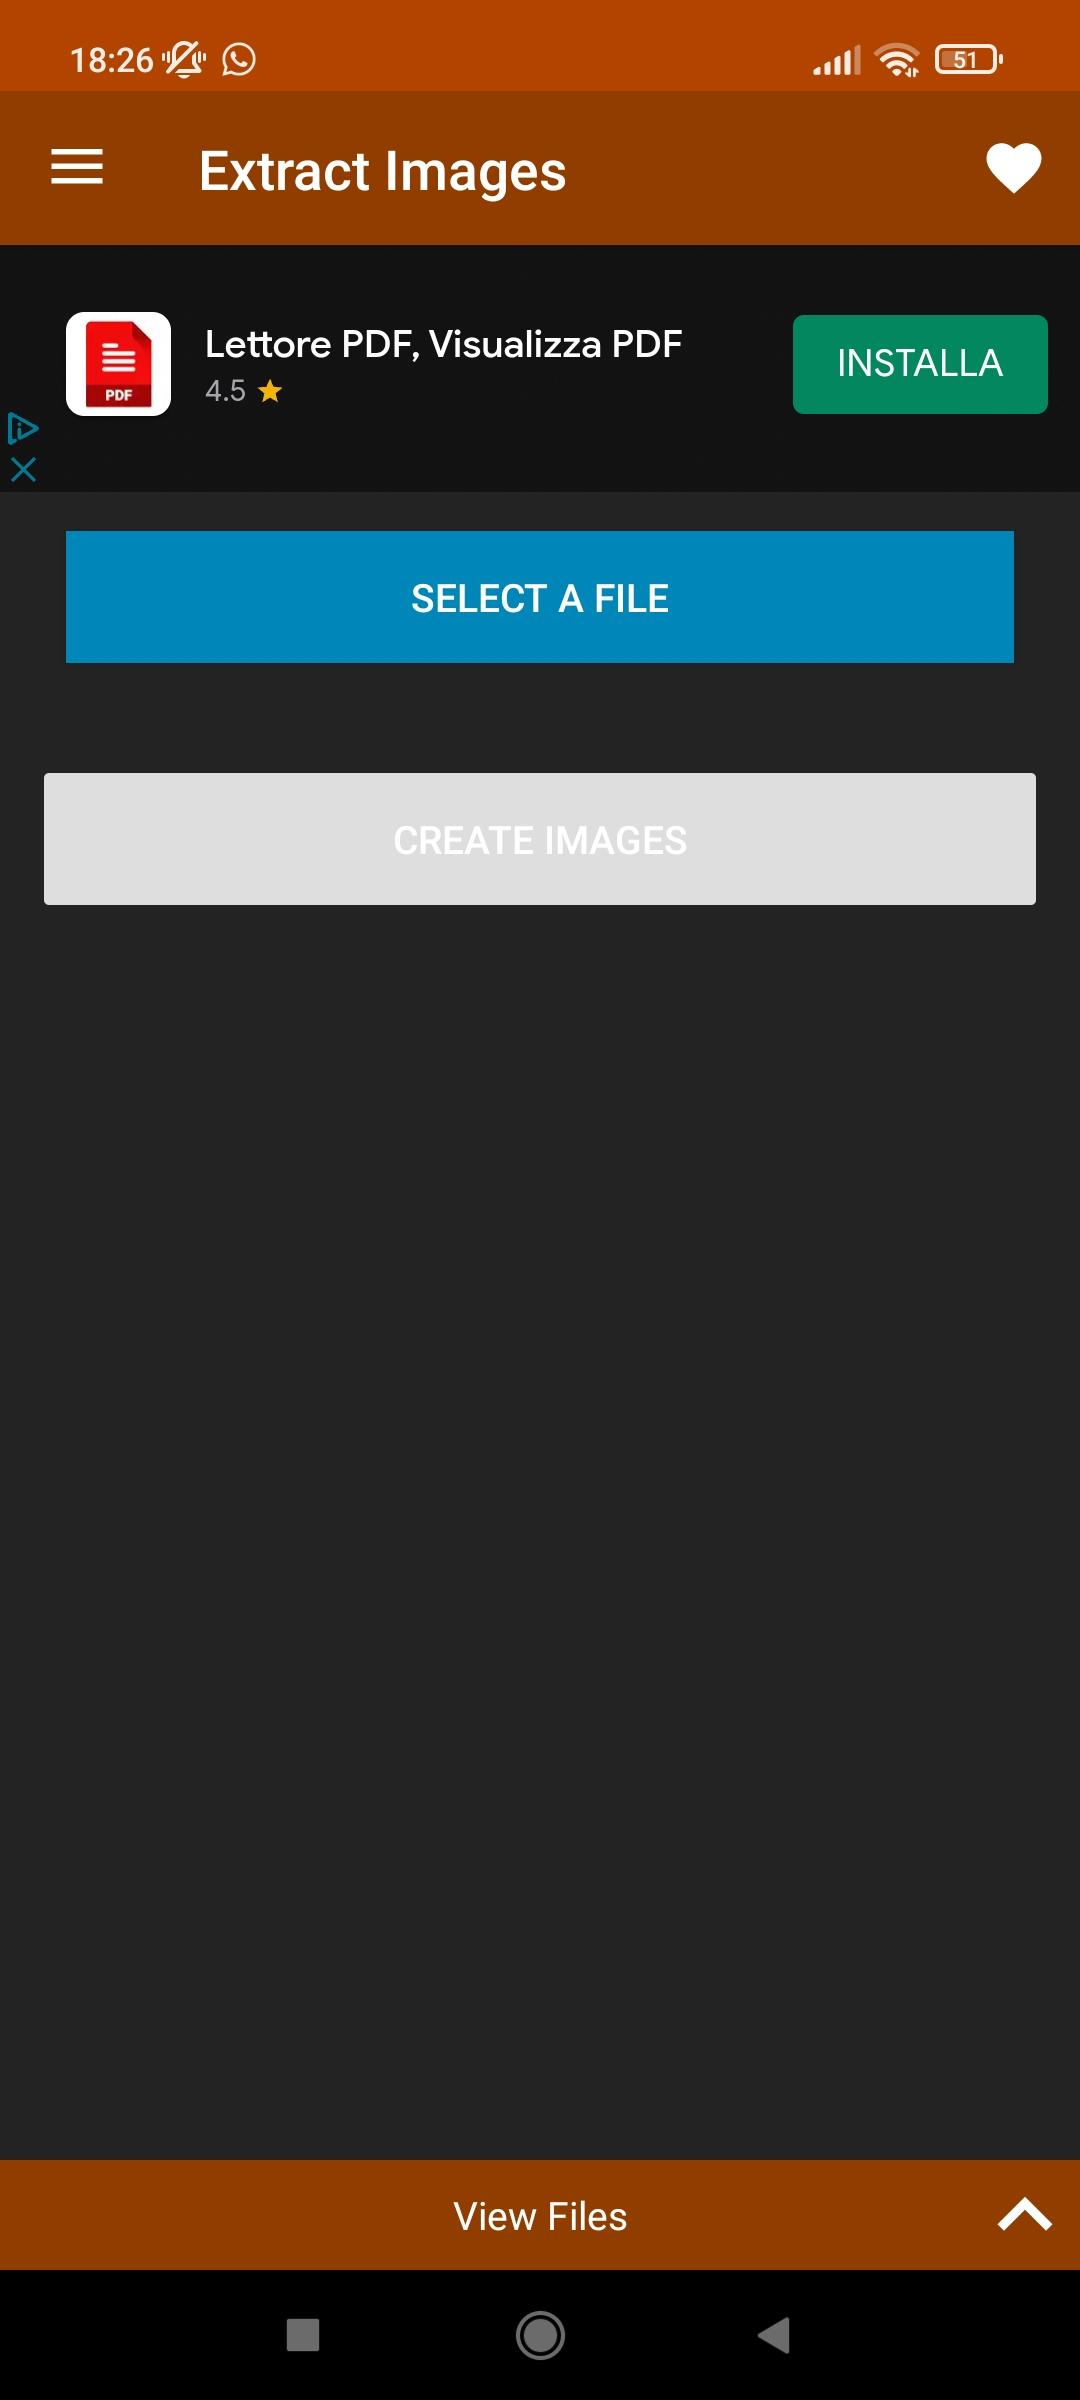 18:26
51
Extract Images
Lettore PDF, Visualizza PDF
4.5
PDF
INSTALLA
SELECT A FILE
CREATE IMAGES
View Files